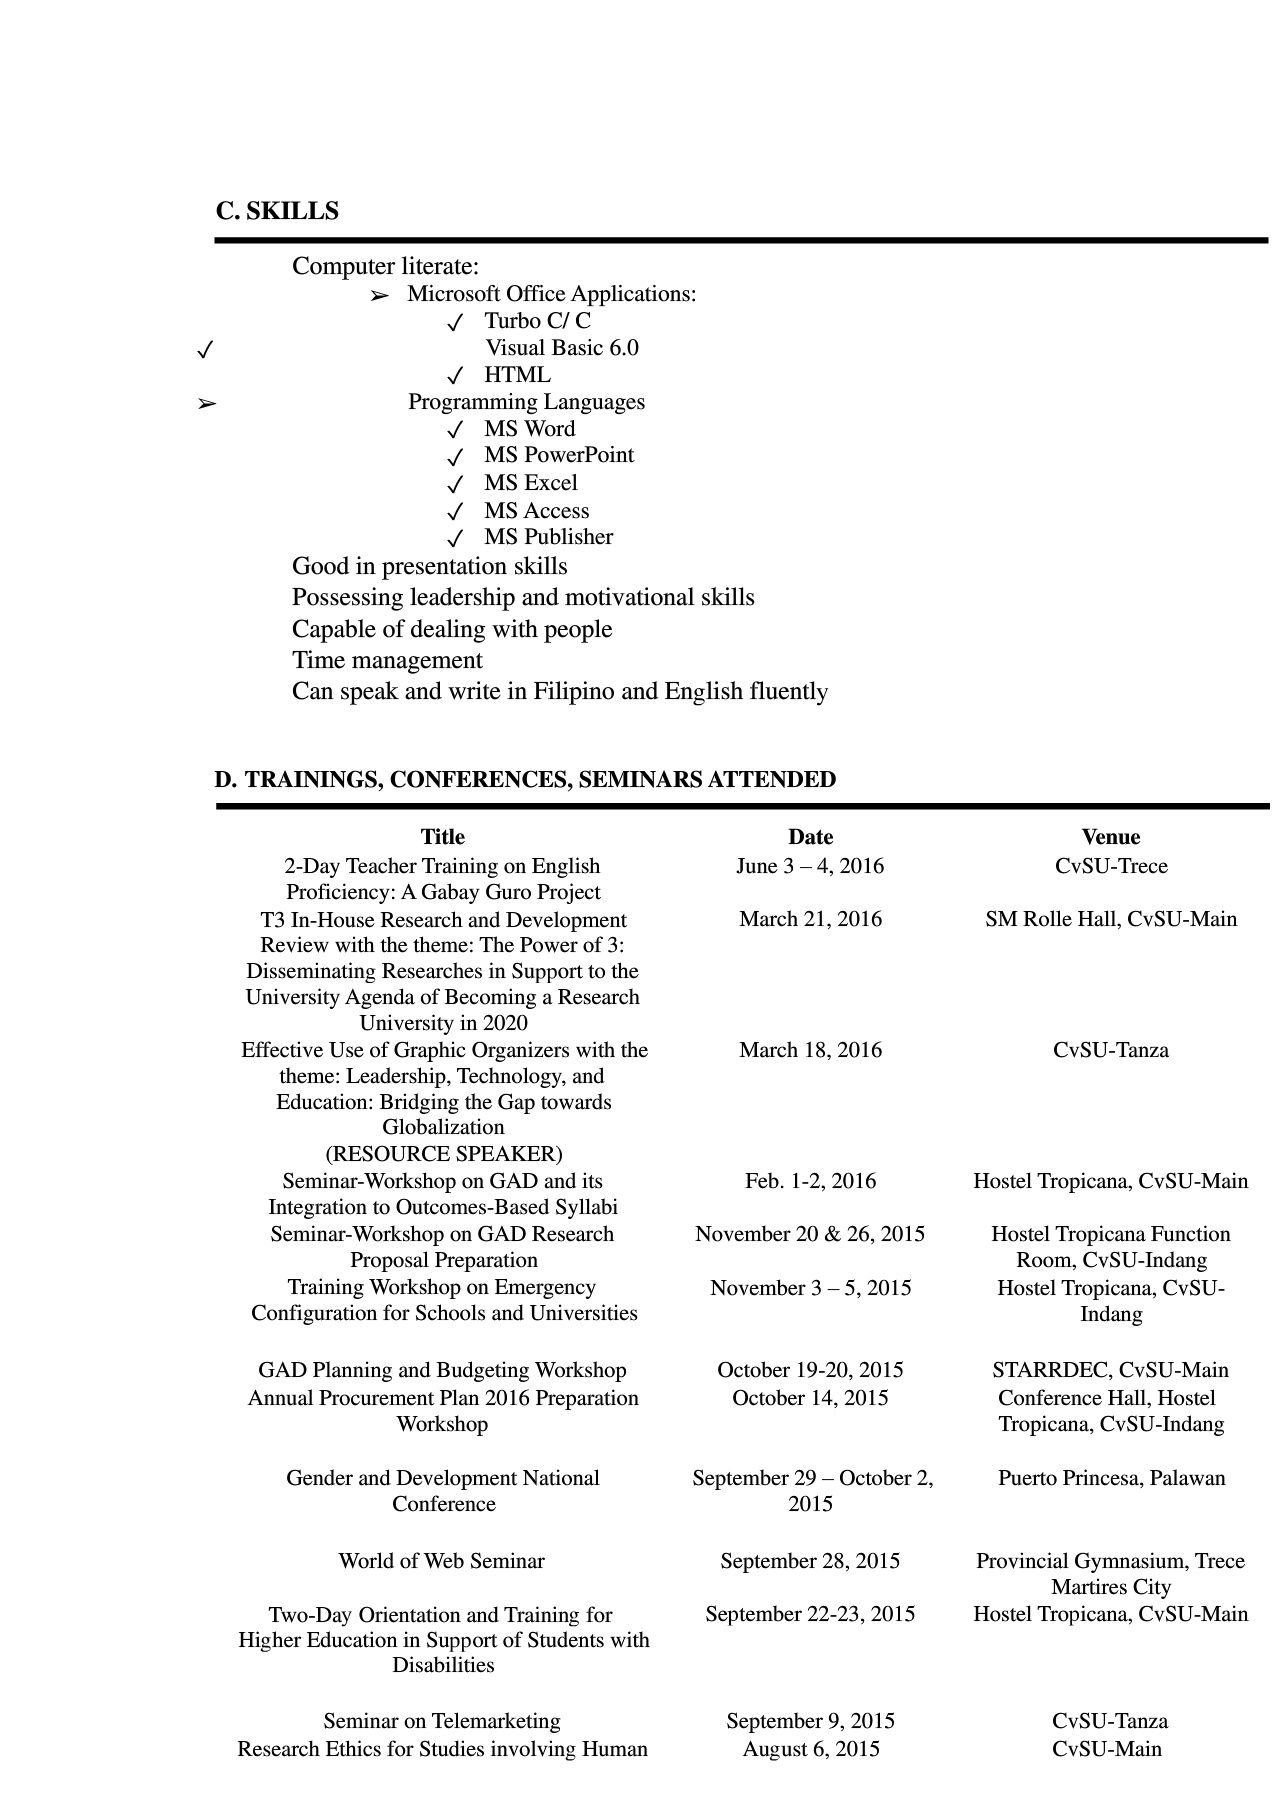 C. SKILLS
Computer literate:
➢ Microsoft Office Applications:
✓ Turbo C/ C
✓ Visual Basic 6.0
✓ HTML
➢ Programming Languages
✓ MS Word
✓ MS PowerPoint
✓ MS Excel
✓ MS Access
✓ MS Publisher
Good in presentation skills
Possessing leadership and motivational skills
Capable of dealing with people
Time management
Can speak and write in Filipino and English fluently
D. TRAININGS, CONFERENCES, SEMINARS ATTENDED
Title Date Venue
2-Day Teacher Training on English June 3 – 4, 2016 CvSU-Trece
Proficiency: A Gabay Guro Project
T3 In-House Research and Development March 21, 2016 SM Rolle Hall, CvSU-Main
Review with the theme: The Power of 3:
Disseminating Researches in Support to the
University Agenda of Becoming a Research
University in 2020
Effective Use of Graphic Organizers with the March 18, 2016 CvSU-Tanza
theme: Leadership, Technology, and
Education: Bridging the Gap towards
Globalization
(RESOURCE SPEAKER)
Seminar-Workshop on GAD and its Feb. 1-2, 2016 Hostel Tropicana, CvSU-Main
Integration to Outcomes-Based Syllabi
Seminar-Workshop on GAD Research November 20 & 26, 2015 Hostel Tropicana Function
Proposal Preparation Room, CvSU-Indang
Training Workshop on Emergency November 3 – 5, 2015 Hostel Tropicana, CvSU-
Configuration for Schools and Universities Indang
GAD Planning and Budgeting Workshop October 19-20, 2015 STARRDEC, CvSU-Main
Annual Procurement Plan 2016 Preparation October 14, 2015 Conference Hall, Hostel
Workshop Tropicana, CvSU-Indang
Gender and Development National September 29 – October 2, Puerto Princesa, Palawan
Conference 2015
World of Web Seminar September 28, 2015 Provincial Gymnasium, Trece
Martires City
Two-Day Orientation and Training for September 22-23, 2015 Hostel Tropicana, CvSU-Main
Higher Education in Support of Students with
Disabilities
Seminar on Telemarketing September 9, 2015 CvSU-Tanza
Research Ethics for Studies involving Human August 6, 2015 CvSU-Main